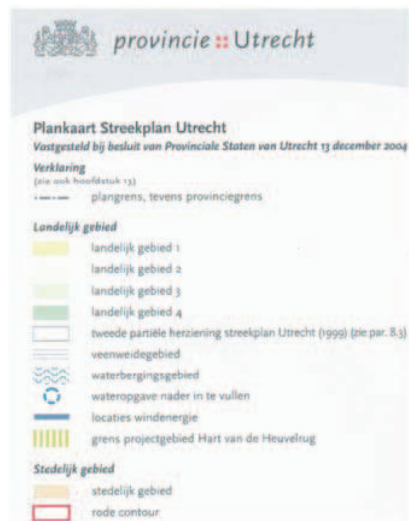 provincie :: Utrecht
Plankaart Streekplan Utrecht
Vastgesteld bij besluit van Provinciale Staten van Utrecht 13 december 2004
Verklaring
(zie ook hoofdstuk 13)
plangrens, tevens provinciegrens
Landelijk gebied
landelijk gebied 1
landelijk gebied 2
landelijk gebied 3
landelijk gebied 4
tweede partiële herziening streekplan Utrecht (1999) (zie par. 8.3)
veenweidegebied
waterbergingsgebied
wateropgave nader in te vullen
locaties windenergie
grens projectgebied Hart van de Heuvelrug
Stedelijk gebied
stedelijk gebied
rode contour